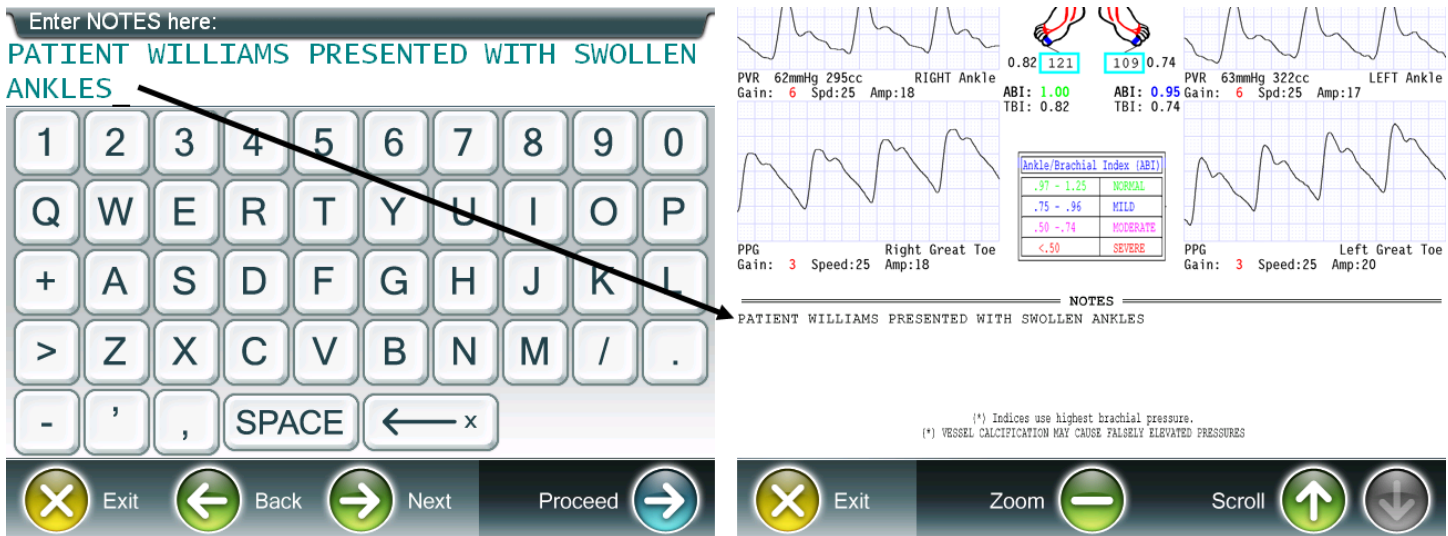 Enter NOTES here:
PATIENT WILLIAMS PRESENTED WITH SWOLLEN
ANKLES_
1 2 3 4 5 6 7 8 9 0
Q W E R T Y U I O P
+ A S D F G H J K L
> Z X C V B N M / .
- ' , SPACE x
Exit Back Next Proceed
0.82 121 109 0.74
PVR 62mmHg 295cc RIGHT Ankle
Gain: 6 Spd:25 Amp:18
ABI: 1.00 ABI: 0.95
TBI: 0.82 TBI: 0.74
PVR 63mmHg 322cc LEFT Ankle
Gain: 6 Spd:25 Amp:17
Ankle/Brachial Index (ABI)
.97 - 1.25 NORMAL
.75 - .96 MILD
.50 -.74 MODERATE
<.50 SEVERE
PPG Right Great Toe
Gain: 3 Speed:25 Amp:18
PPG Left Great Toe
Gain: 3 Speed:25 Amp:20
NOTES
PATIENT WILLIAMS PRESENTED WITH SWOLLEN ANKLES
(*) Indices use highest brachial pressure.
(*) VESSEL CALCIFICATION MAY CAUSE FALSELY ELEVATED PRESSURES
Exit Zoom Scroll